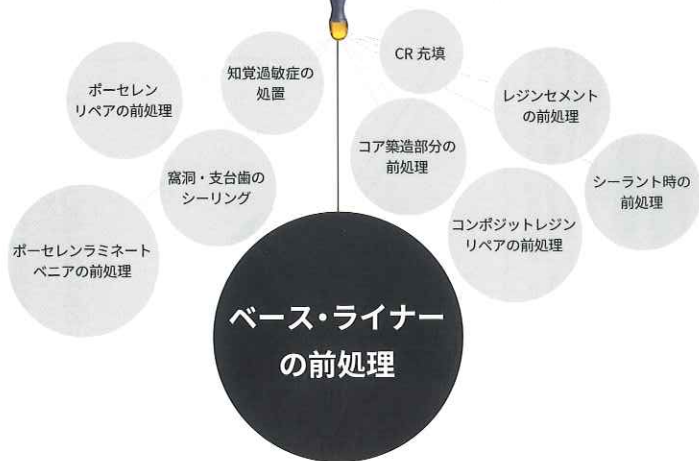 CR 充填
知覚過敏症の
処置
ポーセレン
リペアの前処理
レジンセメント
の前処理
コア築造部分の
前処理
窩洞・支台歯の
シーリング
シーラント時の
前処理
コンポジットレジン
リペアの前処理
ポーセレンラミネート
ベニアの前処理
ベース・ライナー
の前処理